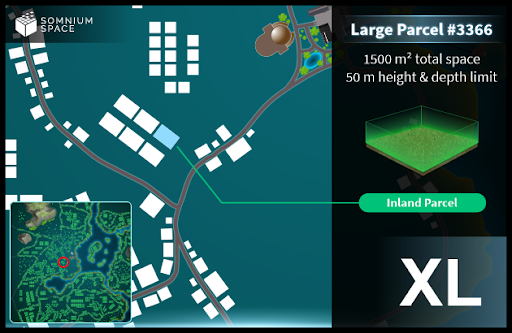 SOMNIUM
SPACE
Large Parcel #3366
1500 m² total space
50 m height & depth limit
Inland Parcel
XL